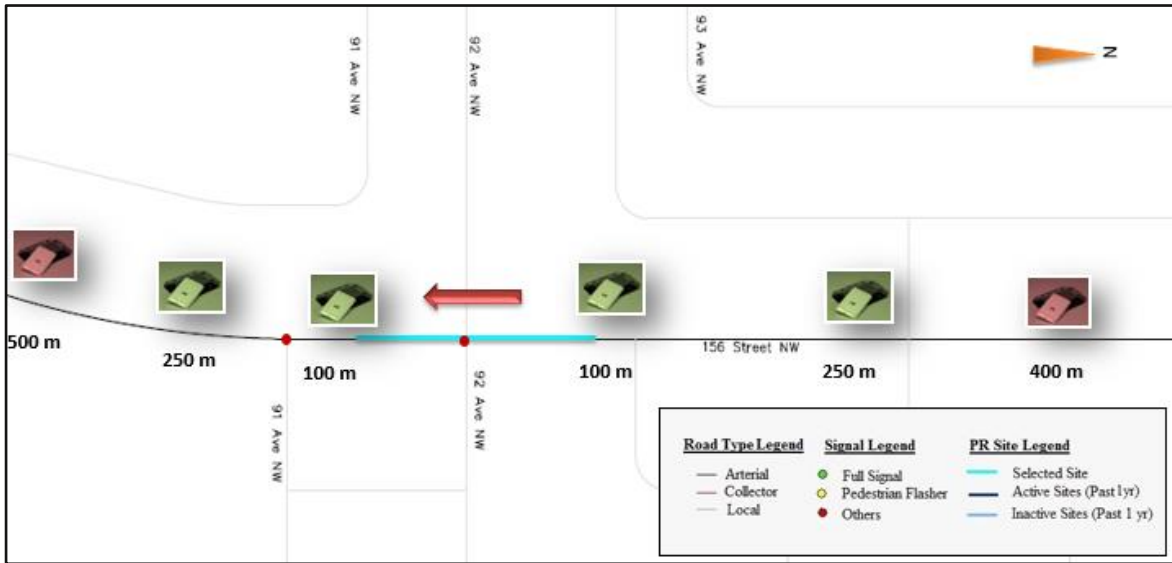 91 Ave NW
92 Ave NW
93 Ave NW
N
500 m
250 m
100 m
100 m
156 Street NW
250 m
400 m
91 Ave NW
92 Ave NW
Road Type Legend
Arterial
Collector
Local
Signal Legend
Full Signal
Pedestrian Flasher
Others
PR Site Legend
Selected Site
Active Sites (Past 1yr)
Inactive Sites (Past 1 yr)